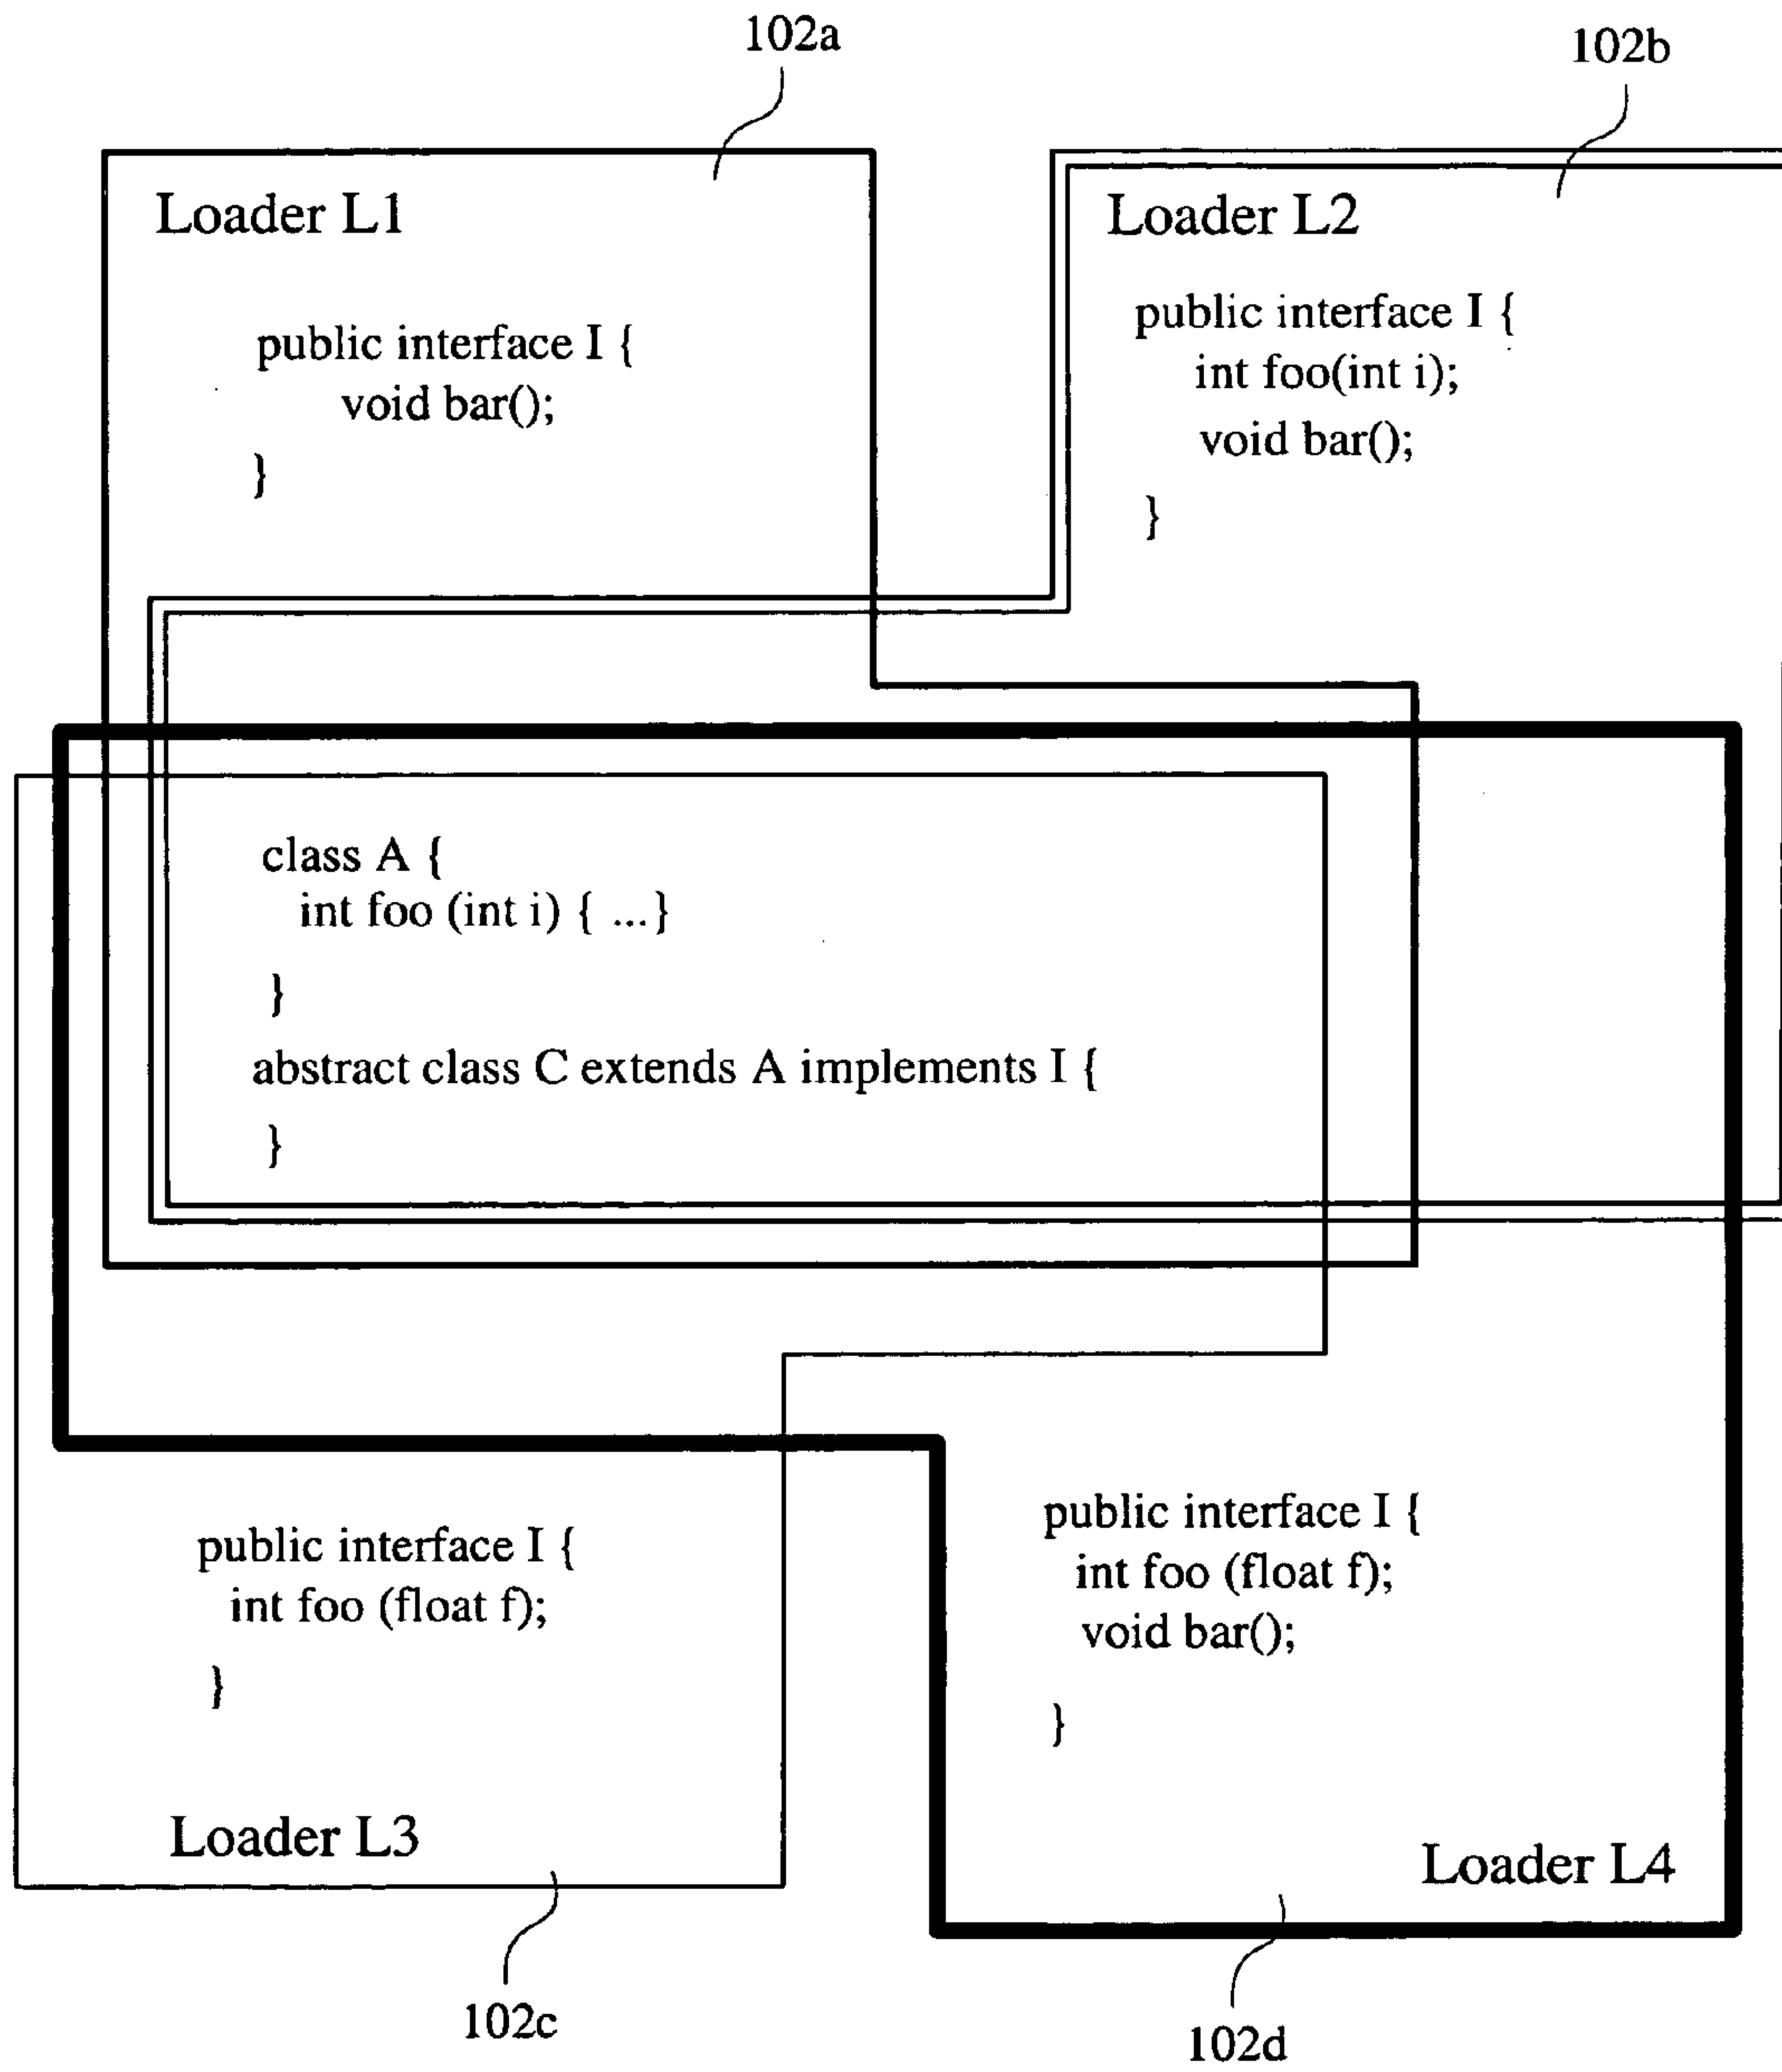 102a
102b
Loader L1
public interface I {
void bar();
}
Loader L2
public interface I {
int foo(int i);
void bar();
}
class A {
int foo (int i) { ...}
}
abstract class C extends A implements I {
}
public interface I {
int foo (float f);
}
Loader L3
public interface I {
int foo (float f);
void bar();
}
Loader L4
102c
102d